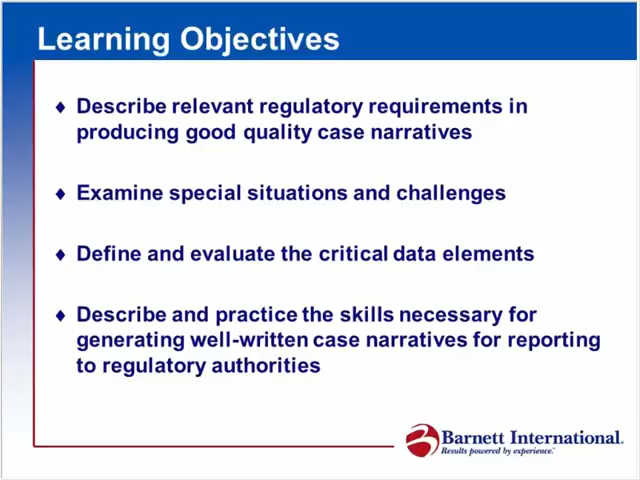 Learning Objectives
♦ Describe relevant regulatory requirements in
producing good quality case narratives
♦ Examine special situations and challenges
♦ Define and evaluate the critical data elements
♦ Describe and practice the skills necessary for
generating well-written case narratives for reporting
to regulatory authorities
Barnett International.
Results powered by experience.™